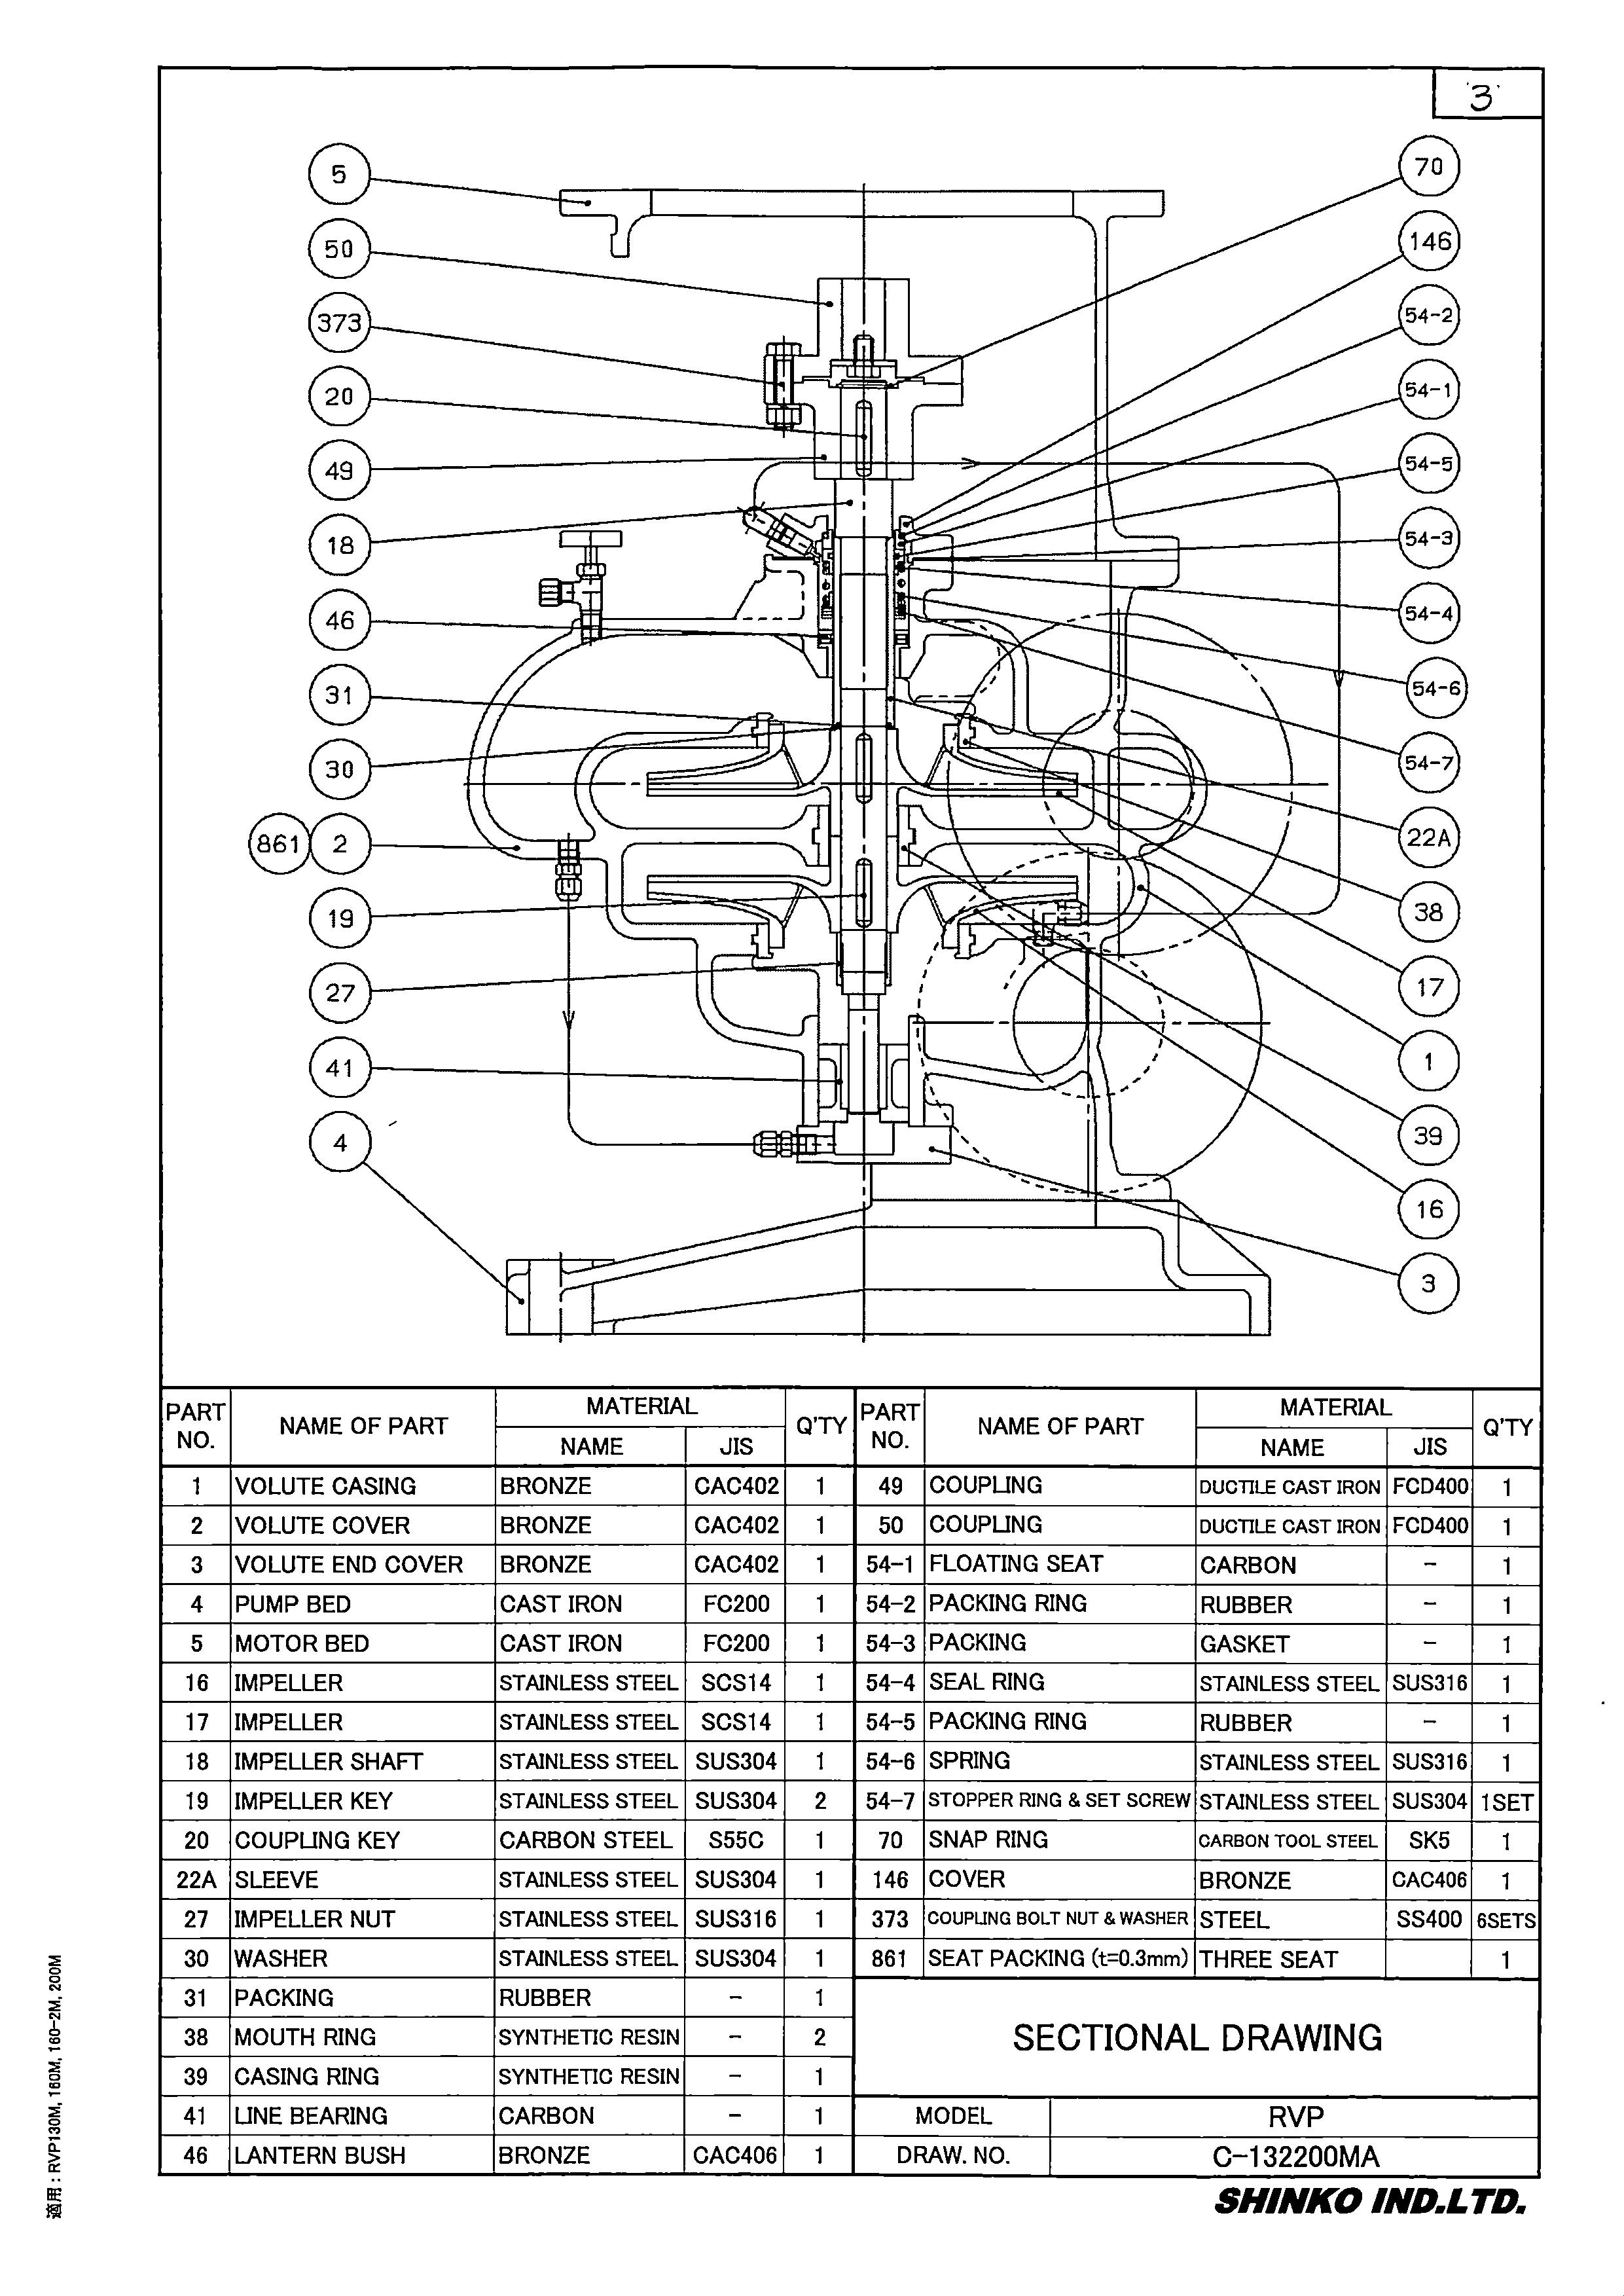 3
5
50
373
20
49
18
46
31
30
861 2
19
27
41
4
70
146
54-2
54-1
54-5
54-3
54-4
54-6
54-7
22A
38
17
1
39
16
3
PART NO. NAME OF PART MATERIAL NAME JIS Q'TY
1 VOLUTE CASING BRONZE CAC402 1
2 VOLUTE COVER BRONZE CAC402 1
3 VOLUTE END COVER BRONZE CAC402 1
4 PUMP BED CAST IRON FC200 1
5 MOTOR BED CAST IRON FC200 1
16 IMPELLER STAINLESS STEEL SCS14 1
17 IMPELLER STAINLESS STEEL SCS14 1
18 IMPELLER SHAFT STAINLESS STEEL SUS304 1
19 IMPELLER KEY STAINLESS STEEL SUS304 2
20 COUPLING KEY CARBON STEEL S55C 1
22A SLEEVE STAINLESS STEEL SUS304 1
27 IMPELLER NUT STAINLESS STEEL SUS316 1
30 WASHER STAINLESS STEEL SUS304 1
31 PACKING RUBBER - 1
38 MOUTH RING SYNTHETIC RESIN - 2
39 CASING RING SYNTHETIC RESIN - 1
41 LINE BEARING CARBON - 1
46 LANTERN BUSH BRONZE CAC406 1
PART NO. NAME OF PART MATERIAL NAME JIS Q'TY
49 COUPLING DUCTILE CAST IRON FCD400 1
50 COUPLING DUCTILE CAST IRON FCD400 1
54-1 FLOATING SEAT CARBON - 1
54-2 PACKING RING RUBBER - 1
54-3 PACKING GASKET - 1
54-4 SEAL RING STAINLESS STEEL SUS316 1
54-5 PACKING RING RUBBER - 1
54-6 SPRING STAINLESS STEEL SUS316 1
54-7 STOPPER RING & SET SCREW STAINLESS STEEL SUS304 1SET
70 SNAP RING CARBON TOOL STEEL SK5 1
146 COVER BRONZE CAC406 1
373 COUPLING BOLT NUT & WASHER STEEL SS400 6SETS
861 SEAT PACKING (t=0.3mm) THREE SEAT 1
SECTIONAL DRAWING
MODEL RVP
DRAW. NO. C-132200MA
SHINKO IND.LTD.
適用：RVP130M, 160M, 160-2M, 200M